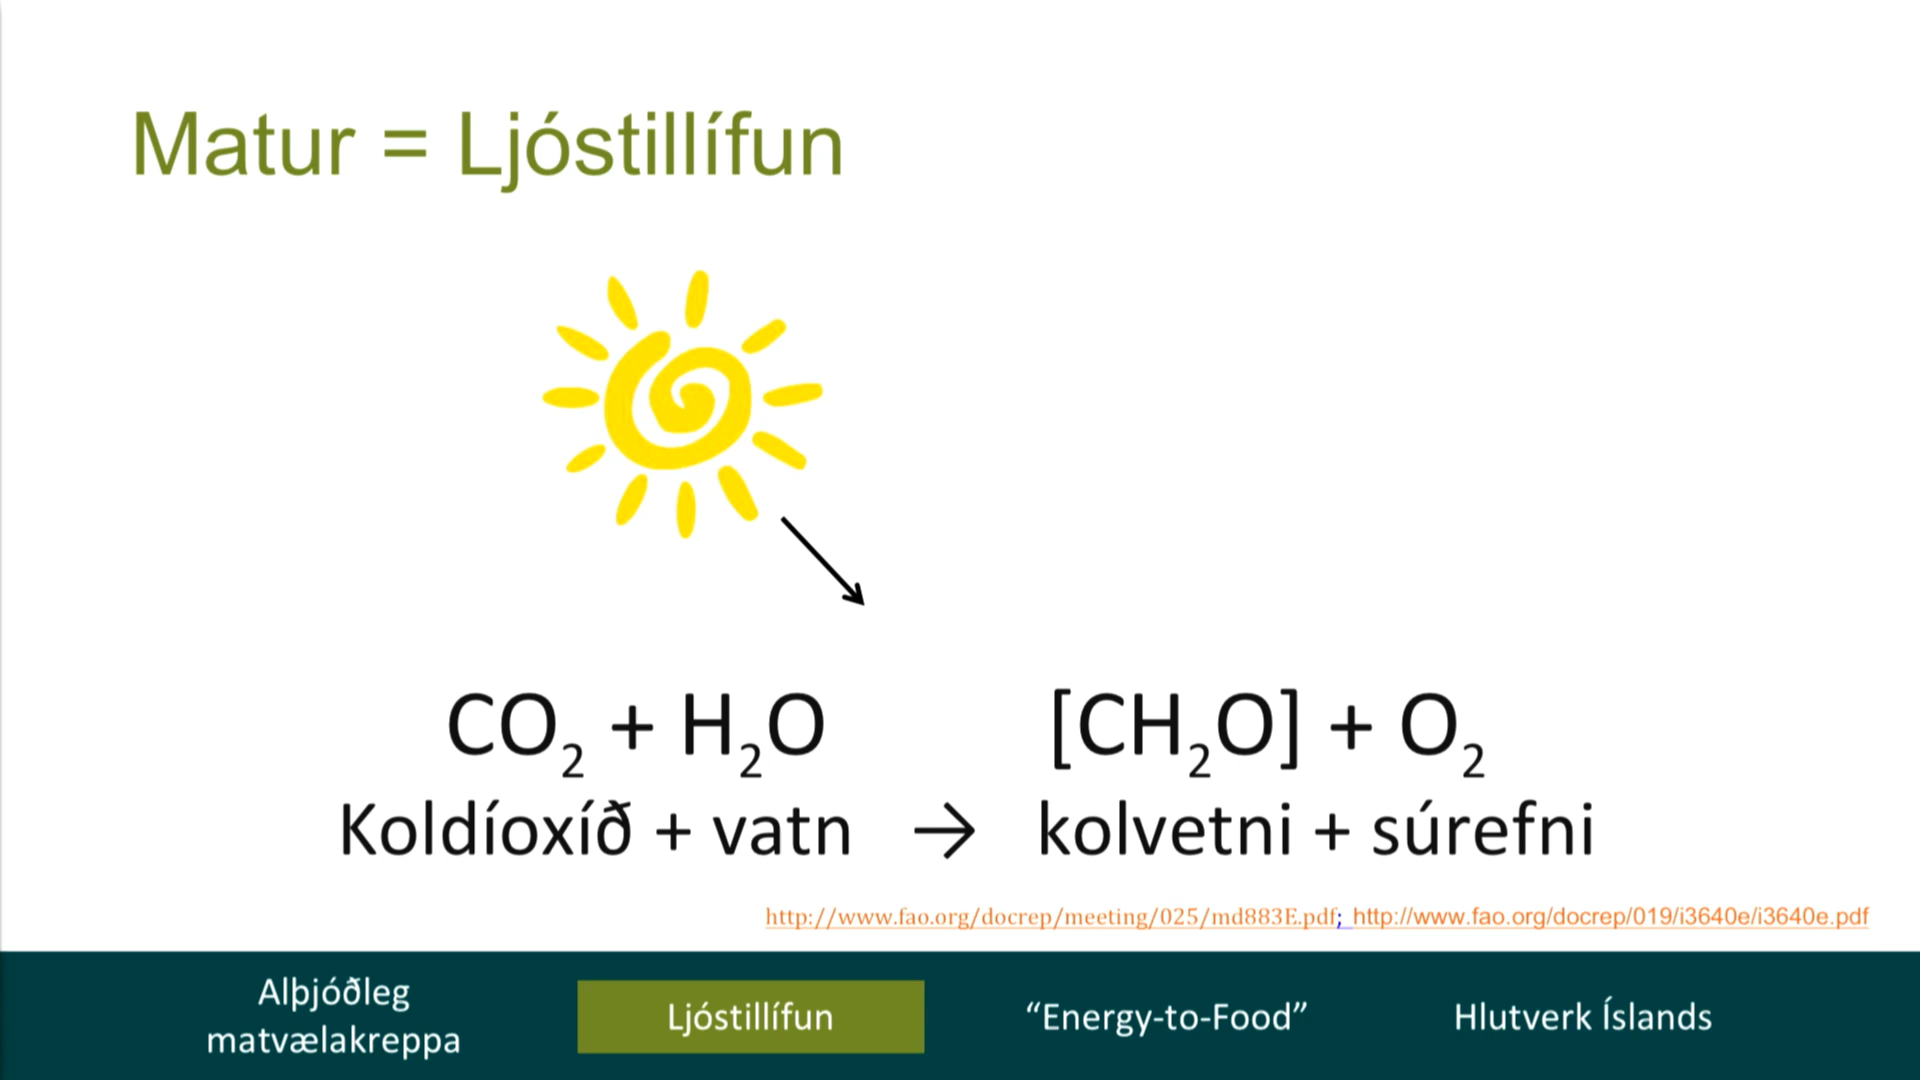 Matur = Ljóstillífun
CO₂ + H₂O [CH₂O] + O₂
Koldíoxíð + vatn → kolvetni + súrefni
http://www.fao.org/docrep/meeting/025/md883E.pdf; http://www.fao.org/docrep/019/i3640e/i3640e.pdf
Alþjóðleg
matvælakreppa
Ljóstillífun
“Energy-to-Food”
Hlutverk Íslands